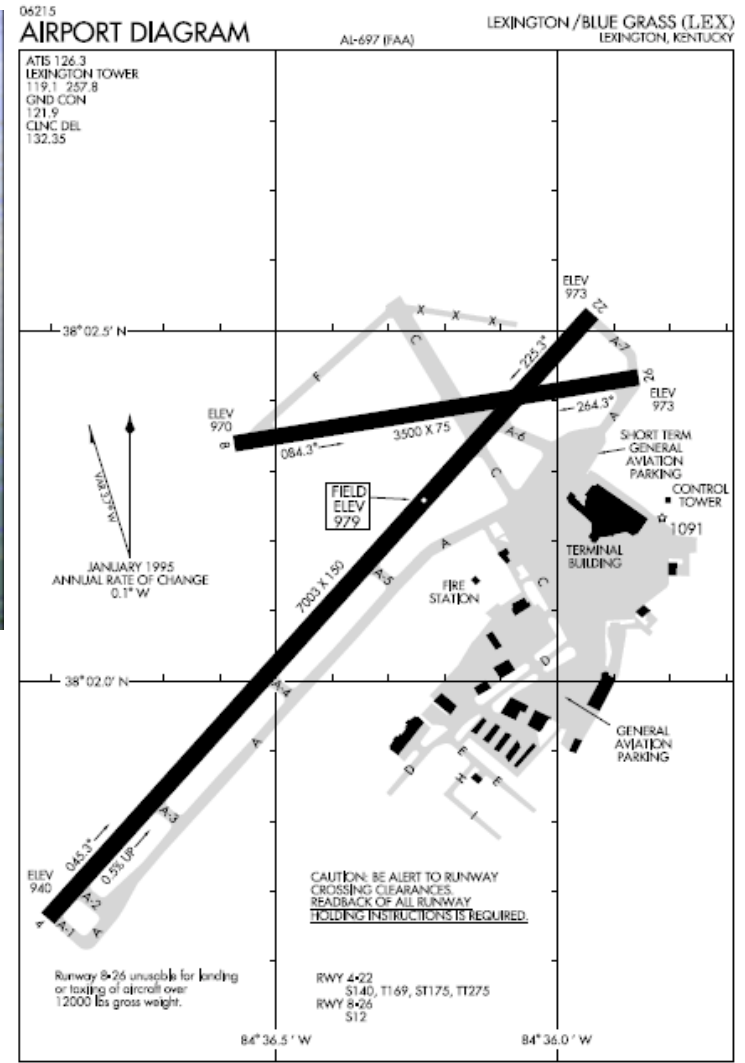 06215
AIRPORT DIAGRAM
AL-697 (FAA)
LEXINGTON/BLUE GRASS (LEX)
LEXINGTON, KENTUCKY
ATIS 126.3
LEXINGTON TOWER
119.1 257.8
GND CON
121.9
CLNC DEL
132.35
ELEV
973
22
X X X
38° 02.5' N
C
A-7
225.3°
F
26
ELEV
973
264.3°
A
ELEV
970
8
084.3°
3500 X 75
A-6
SHORT TERM
GENERAL
AVIATION
PARKING
VAR 3.7° W
C
FIELD
ELEV
979
CONTROL
TOWER
1091
JANUARY 1995
ANNUAL RATE OF CHANGE
0.1° W
TERMINAL
BUILDING
A
7003 X 150
A-5
FIRE
STATION
C
D
38° 02.0' N
A-4
GENERAL
AVIATION
PARKING
A
D
E
H
E
I
A-3
045.3°
0.5% UP
ELEV
940
A-2
4
A-1
A
CAUTION: BE ALERT TO RUNWAY
CROSSING CLEARANCES.
READBACK OF ALL RUNWAY
HOLDING INSTRUCTIONS IS REQUIRED.
Runway 8-26 unusable for landing
or taxiing of aircraft over
12000 lbs gross weight.
RWY 4-22
S140, T169, ST175, TT275
RWY 8-26
S12
84° 36.5' W
84° 36.0' W